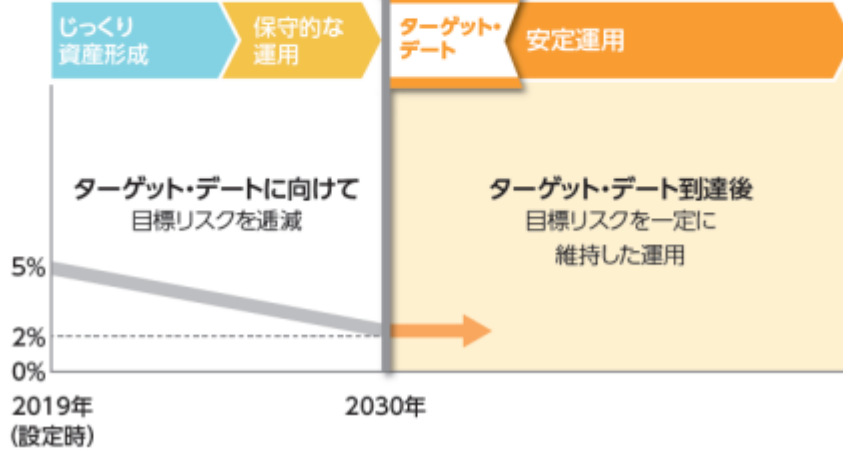 じっくり
資産形成
保守的な
運用
ターゲット・
デート
安定運用
ターゲット・デートに向けて
目標リスクを逓減
ターゲット・デート到達後
目標リスクを一定に
維持した運用
5%
2%
0%
2019年
(設定時)
2030年